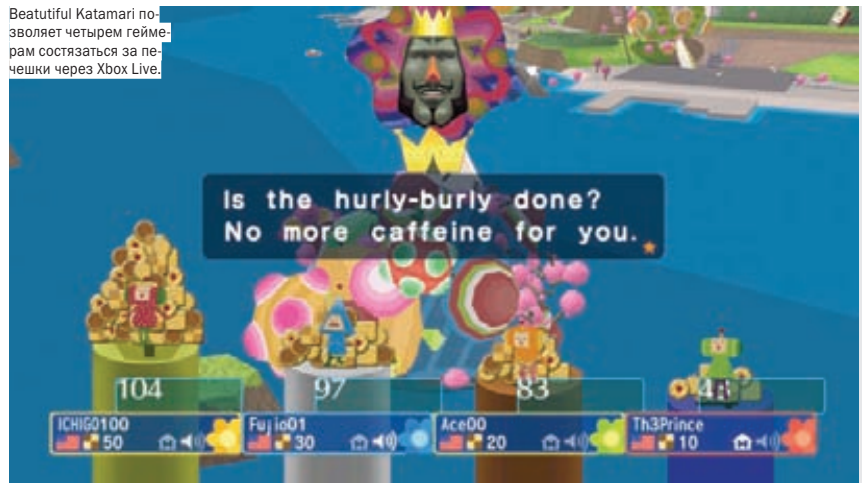 Beatutiful Katamari по-
зволяет четырем гейме-
рам состязаться за пе-
чешки через Xbox Live.
Is the hurly-burly done?
No more caffeine for you.
104 97 83
ICHIGO100 Fujio01 Ace00 Th3Prince
50 30 20 10